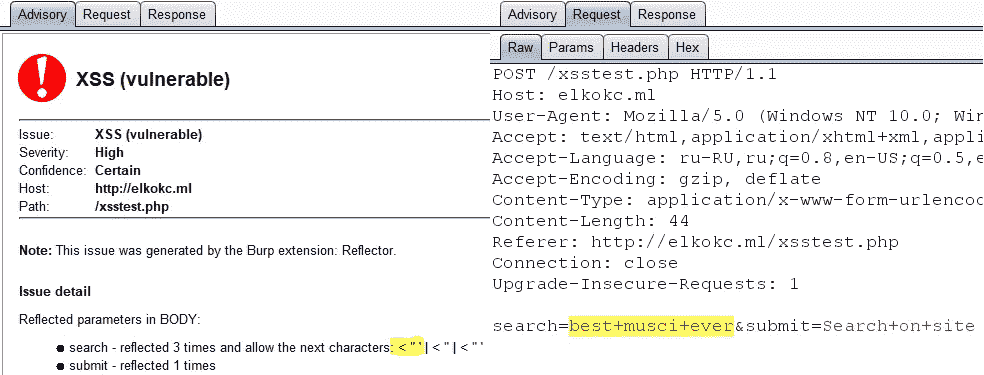 Advisory Request Response
XSS (vulnerable)
Issue: XSS (vulnerable)
Severity: High
Confidence: Certain
Host: http://elkokc.ml
Path: /xsstest.php
Note: This issue was generated by the Burp extension: Reflector.
Issue detail
Reflected parameters in BODY:
● search - reflected 3 times and allow the next characters: < " ' | < " | < " '
● submit - reflected 1 times
Advisory Request Response
Raw Params Headers Hex
POST /xsstest.php HTTP/1.1
Host: elkokc.ml
User-Agent: Mozilla/5.0 (Windows NT 10.0; Win
Accept: text/html,application/xhtml+xml,appli
Accept-Language: ru-RU,ru;q=0.8,en-US;q=0.5,e
Accept-Encoding: gzip, deflate
Content-Type: application/x-www-form-urlencod
Content-Length: 44
Referer: http://elkokc.ml/xsstest.php
Connection: close
Upgrade-Insecure-Requests: 1
search=best+musci+ever&submit=Search+on+site